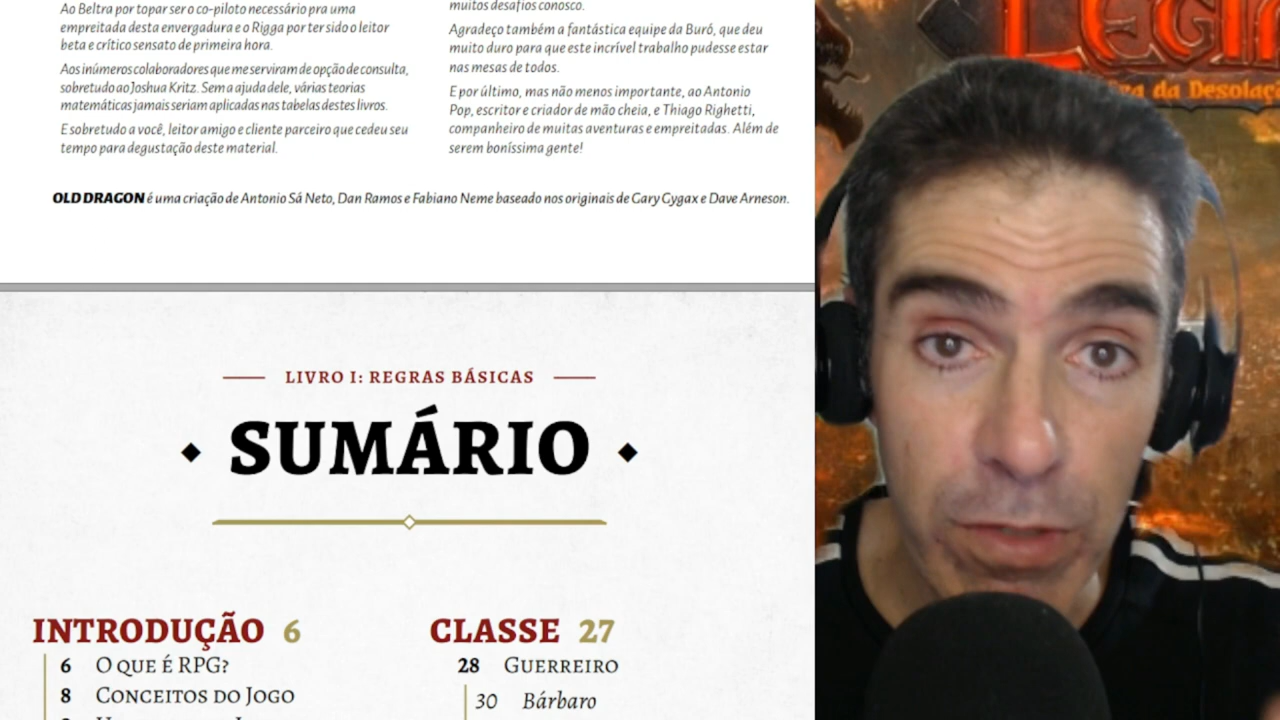 Ao Beltra por topar ser o co-piloto necessário pra uma
empreitada desta envergadura e o Rigga por ter sido o leitor
beta e crítico sensato de primeira hora.
Aos inúmeros colaboradores que me serviram de opção de consulta,
sobretudo ao Joshua Kritz. Sem a ajuda dele, várias teorias
matemáticas jamais seriam aplicadas nas tabelas destes livros.
E sobretudo a você, leitor amigo e cliente parceiro que cedeu seu
tempo para degustação deste material.
muitos desafios conosco.
Agradeço também a fantástica equipe da Buró, que deu
muito duro para que este incrível trabalho pudesse estar
nas mesas de todos.
E por último, mas não menos importante, ao Antonio
Pop, escritor e criador de mão cheia, e Thiago Righetti,
companheiro de muitas aventuras e empreitadas. Além de
serem boníssima gente!
OLD DRAGON é uma criação de Antonio Sá Neto, Dan Ramos e Fabiano Neme baseado nos originais de Gary Gygax e Dave Arneson.
LIVRO I: REGRAS BÁSICAS
SUMÁRIO
INTRODUÇÃO 6
6 O QUE É RPG?
8 CONCEITOS DO JOGO
CLASSE 27
28 GUERREIRO
30 Bárbaro
da Desolaç